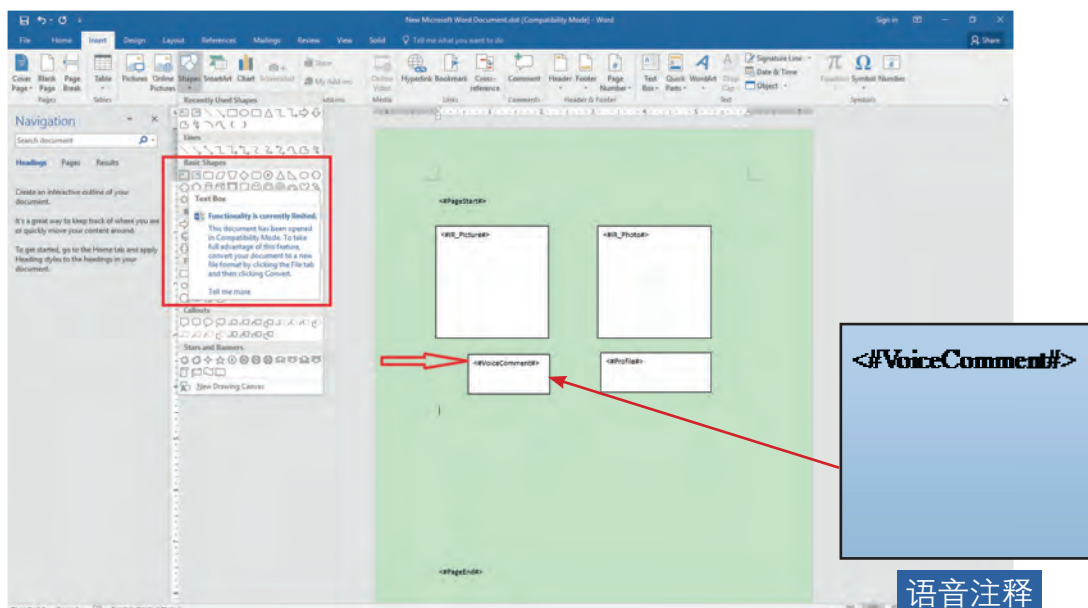 New Microsoft Word Document.dot [Compatibility Mode] - Word
Sign in
File Home Insert Design Layout References Mailings Review View Solid Tell me what you want to do
Share
Cover Page Blank Page Page Break Table Pictures Online Pictures Shapes SmartArt Chart Screenshot Store My Add-ins Online Video Hyperlink Bookmark Cross-reference Comment Header Footer Page Number Text Box Quick Parts WordArt Drop Cap Signature Line Date & Time Object Equation Symbol Number
Pages Tables Add-ins Media Links Comments Header & Footer Text Symbols
Recently Used Shapes
Navigation
Search document
Headings Pages Results
Create an interactive outline of your
document.
It's a great way to keep track of where you are
or quickly move your content around.
To get started, go to the Home tab and apply
Heading styles to the headings in your
document.
Lines
Basic Shapes
Text Box
Functionality is currently limited.
This document has been opened
in Compatibility Mode. To take
full advantage of this feature,
convert your document to a new
file format by clicking the File tab
and then clicking Convert.
Tell me more
Callouts
Stars and Banners
New Drawing Canvas
<#PageStart#>
<#IR_Picture#>
<#IR_Photo#>
<#VoiceComment#>
<#Profile#>
<#PageEnd#>
<#VoiceComment#>
语音注释